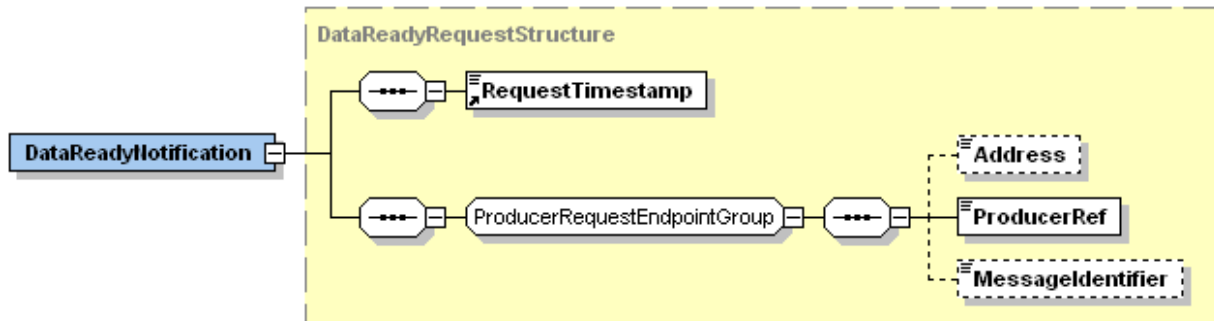 DataReadyRequestStructure
RequestTimestamp
DataReadyNotification
Address
ProducerRequestEndpointGroup
ProducerRef
MessageIdentifier